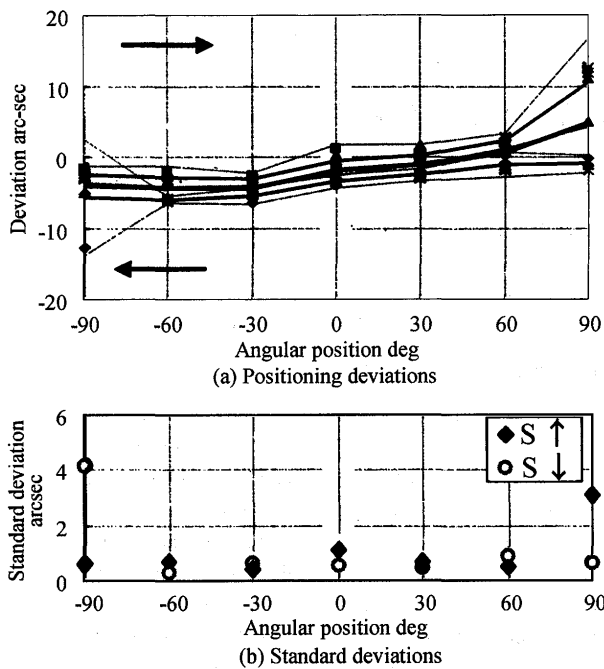 20
10
0
-10
-20
Deviation arc-sec
-90 -60 -30 0 30 60 90
Angular position deg
(a) Positioning deviations
6
4
2
0
Standard deviation
arcsec
S ↑
S ↓
-90 -60 -30 0 30 60 90
Angular position deg
(b) Standard deviations